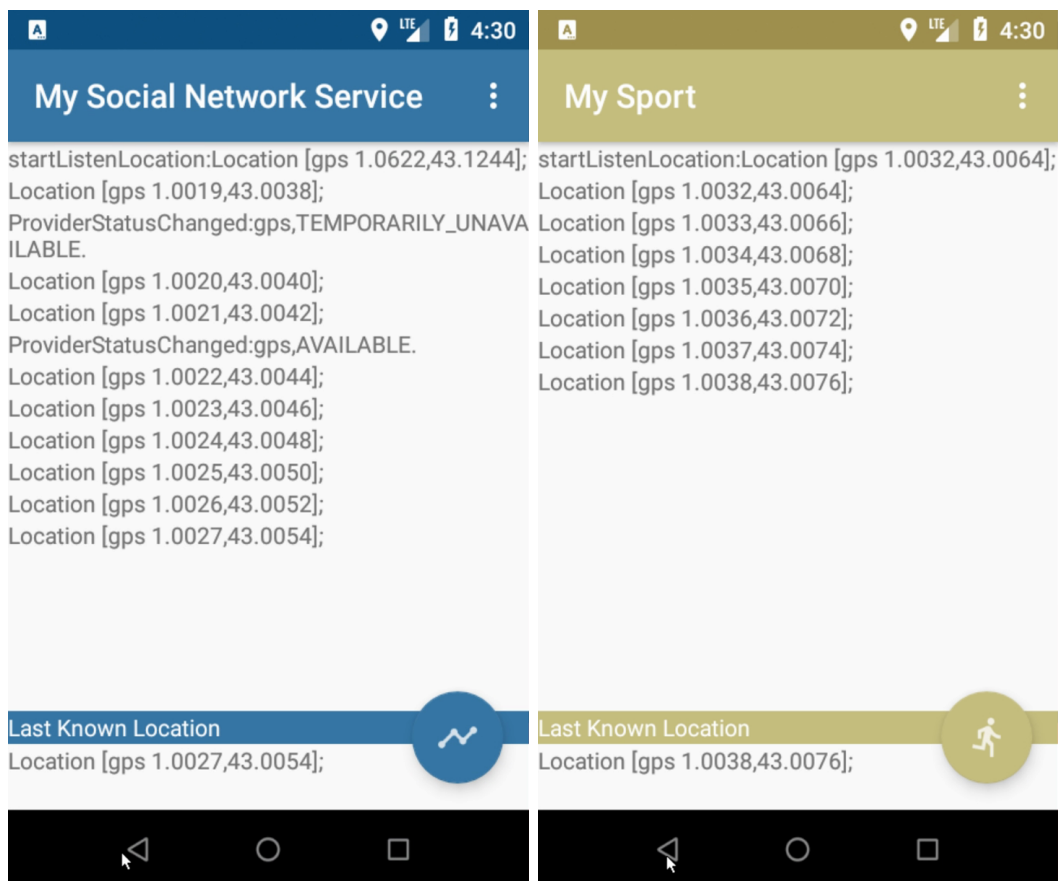 LTE 4:30
My Social Network Service
startListenLocation:Location [gps 1.0622,43.1244];
Location [gps 1.0019,43.0038];
ProviderStatusChanged:gps,TEMPORARILY_UNAVA
ILABLE.
Location [gps 1.0020,43.0040];
Location [gps 1.0021,43.0042];
ProviderStatusChanged:gps,AVAILABLE.
Location [gps 1.0022,43.0044];
Location [gps 1.0023,43.0046];
Location [gps 1.0024,43.0048];
Location [gps 1.0025,43.0050];
Location [gps 1.0026,43.0052];
Location [gps 1.0027,43.0054];
Last Known Location
Location [gps 1.0027,43.0054];
A LTE 4:30
My Sport
startListenLocation:Location [gps 1.0032,43.0064];
Location [gps 1.0032,43.0064];
Location [gps 1.0033,43.0066];
Location [gps 1.0034,43.0068];
Location [gps 1.0035,43.0070];
Location [gps 1.0036,43.0072];
Location [gps 1.0037,43.0074];
Location [gps 1.0038,43.0076];
Last Known Location
Location [gps 1.0038,43.0076];